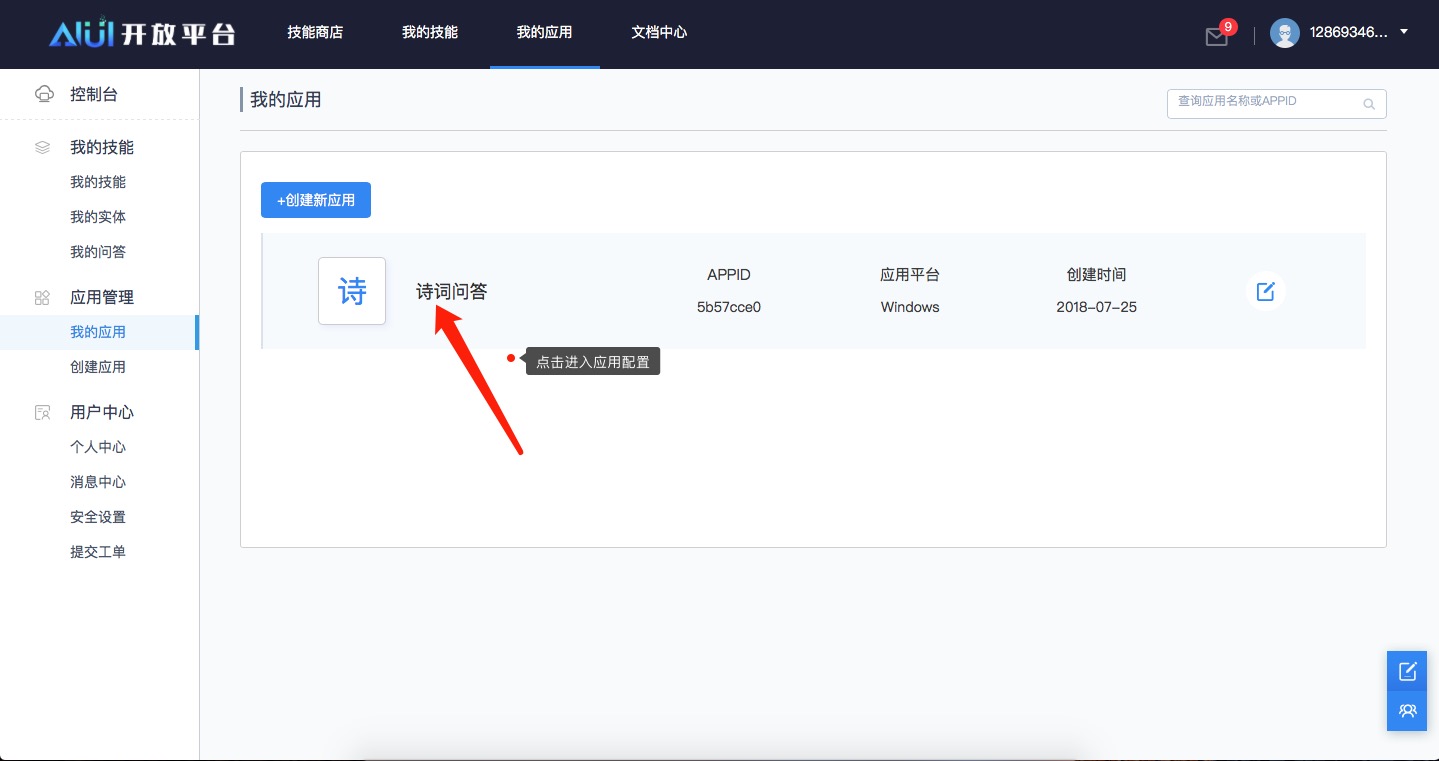 AIUI开放平台
技能商店
我的技能
我的应用
文档中心
9
12869346...
控制台
我的技能
我的技能
我的实体
我的问答
应用管理
我的应用
创建应用
用户中心
个人中心
消息中心
安全设置
提交工单
我的应用
查询应用名称或APPID
+创建新应用
诗
诗词问答
APPID
5b57cce0
应用平台
Windows
创建时间
2018-07-25
点击进入应用配置